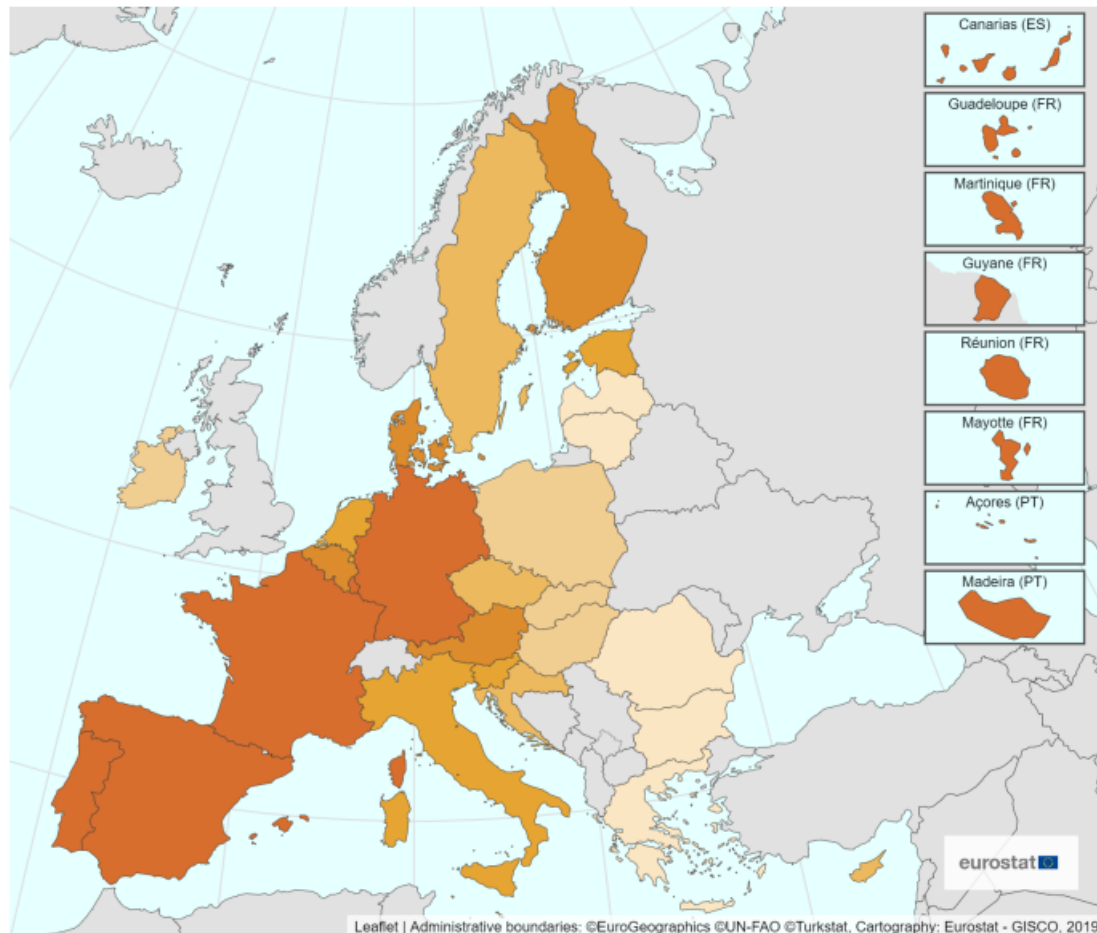 Canarias (ES)
Guadeloupe (FR)
Martinique (FR)
Guyane (FR)
Réunion (FR)
Mayotte (FR)
Açores (PT)
Madeira (PT)
eurostat
Leaflet | Administrative boundaries: ©EuroGeographics ©UN-FAO ©Turkstat, Cartography: Eurostat - GISCO, 2019